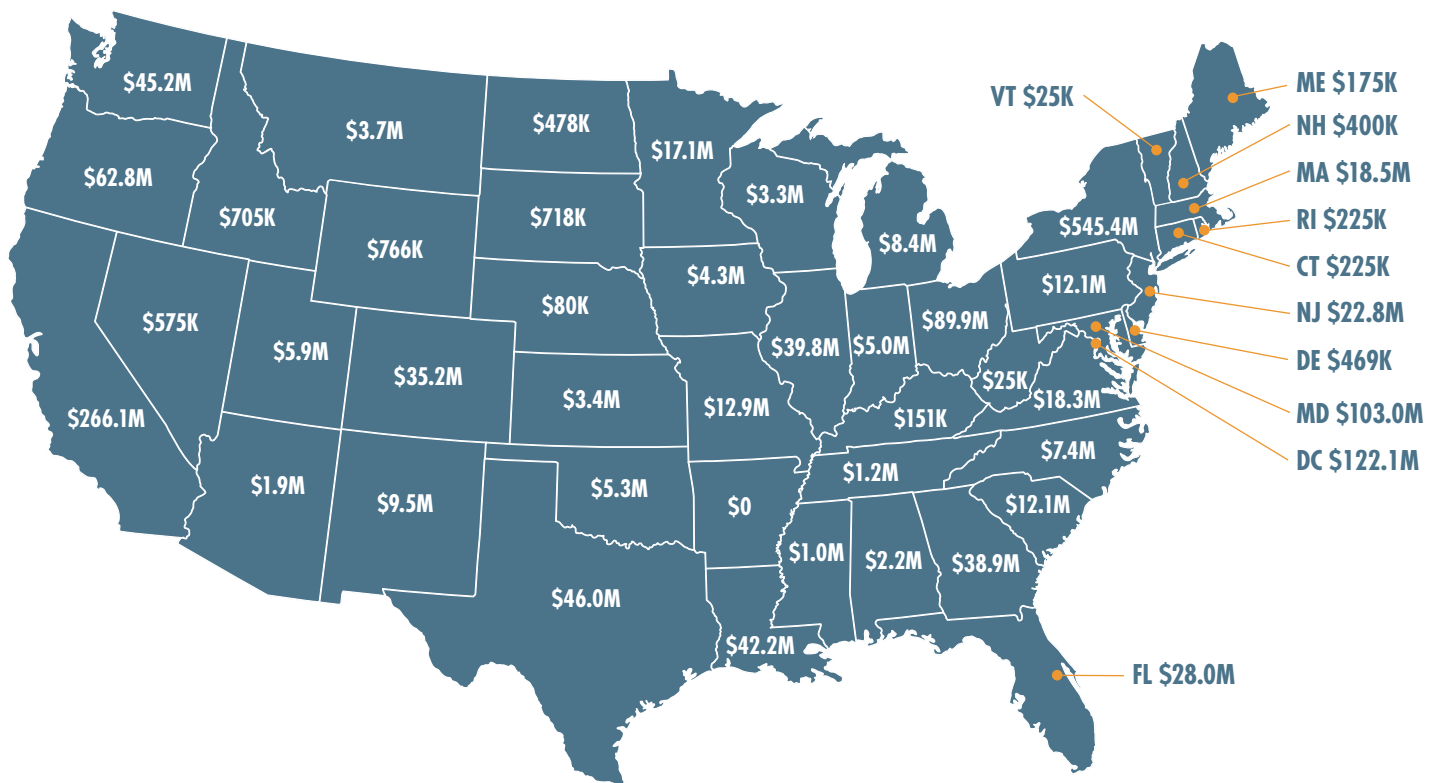 $45.2M
$3.7M
$478K
$17.1M
VT $25K
ME $175K
NH $400K
MA $18.5M
RI $225K
CT $225K
NJ $22.8M
DE $469K
MD $103.0M
DC $122.1M
$62.8M
$705K
$766K
$718K
$3.3M
$8.4M
$545.4M
$575K
$5.9M
$80K
$4.3M
$12.1M
$266.1M
$35.2M
$3.4M
$12.9M
$39.8M
$5.0M
$89.9M
$25K
$18.3M
$151K
$1.9M
$9.5M
$5.3M
$0
$1.2M
$7.4M
$12.1M
$46.0M
$42.2M
$1.0M
$2.2M
$38.9M
FL $28.0M